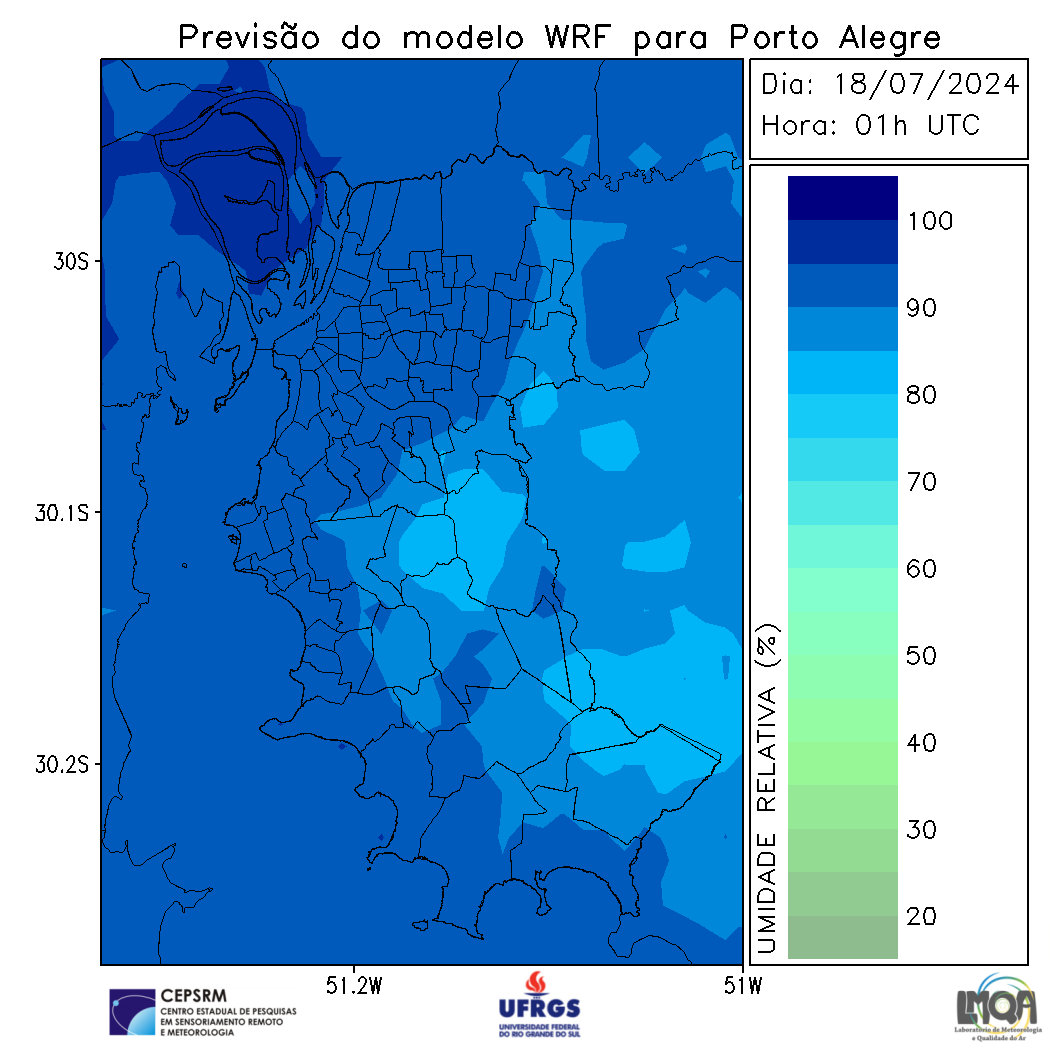 Previsão do modelo WRF para Porto Alegre
Dia: 18/07/2024
Hora: 01h UTC
100
90
80
70
60
50
40
30
20
UMIDADE RELATIVA (%)
30S
30.1S
30.2S
51.2W
51W
CEPSRM
CENTRO ESTADUAL DE PESQUISAS
EM SENSORIAMENTO REMOTO
E METEOROLOGIA
UFRGS
UNIVERSIDADE FEDERAL
DO RIO GRANDE DO SUL
LMQA
Laboratório de Meteorologia
e Qualidade do Ar